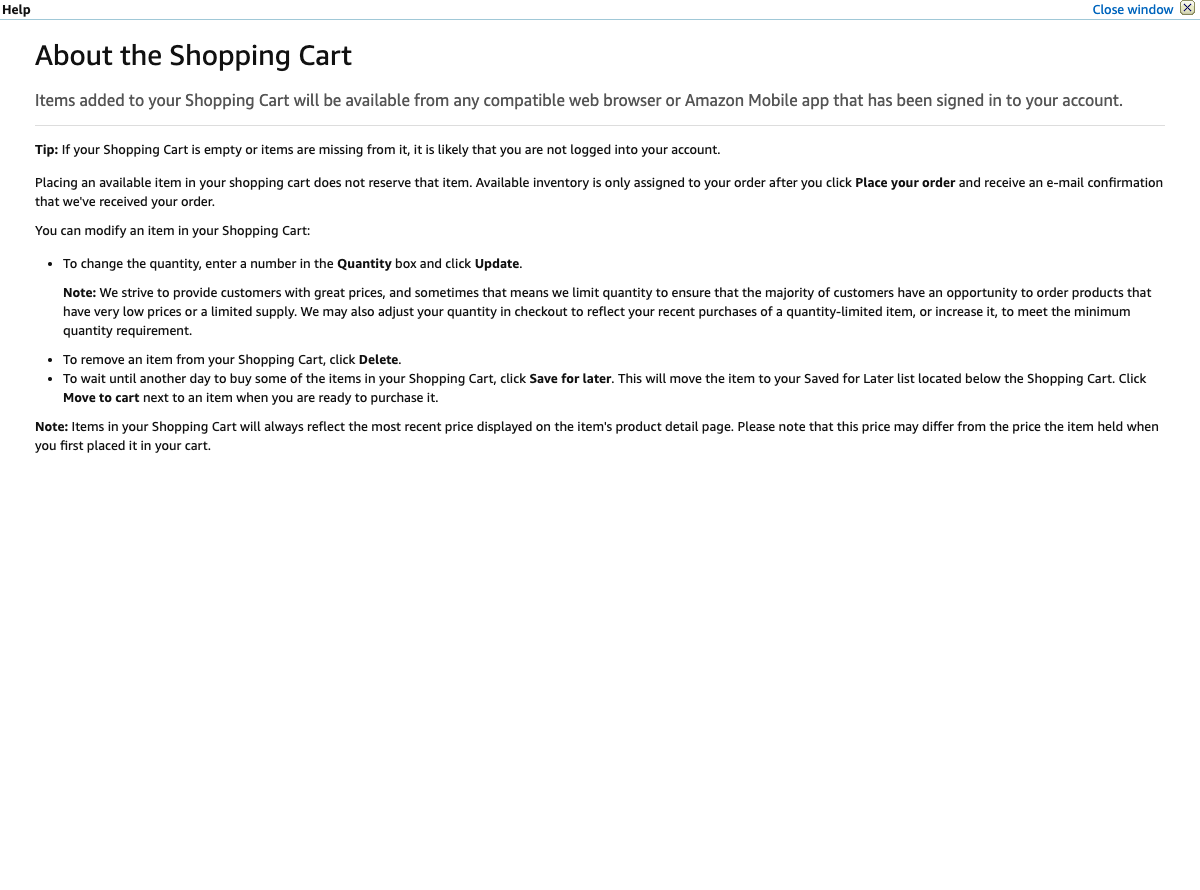 Help
Close window
About the Shopping Cart
Items added to your Shopping Cart will be available from any compatible web browser or Amazon Mobile app that has been signed in to your account.
Tip: If your Shopping Cart is empty or items are missing from it, it is likely that you are not logged into your account.
Placing an available item in your shopping cart does not reserve that item. Available inventory is only assigned to your order after you click Place your order and receive an e-mail confirmation
that we've received your order.
You can modify an item in your Shopping Cart:
• To change the quantity, enter a number in the Quantity box and click Update.
Note: We strive to provide customers with great prices, and sometimes that means we limit quantity to ensure that the majority of customers have an opportunity to order products that
have very low prices or a limited supply. We may also adjust your quantity in checkout to reflect your recent purchases of a quantity-limited item, or increase it, to meet the minimum
quantity requirement.
• To remove an item from your Shopping Cart, click Delete.
• To wait until another day to buy some of the items in your Shopping Cart, click Save for later. This will move the item to your Saved for Later list located below the Shopping Cart. Click
Move to cart next to an item when you are ready to purchase it.
Note: Items in your Shopping Cart will always reflect the most recent price displayed on the item's product detail page. Please note that this price may differ from the price the item held when
you first placed it in your cart.